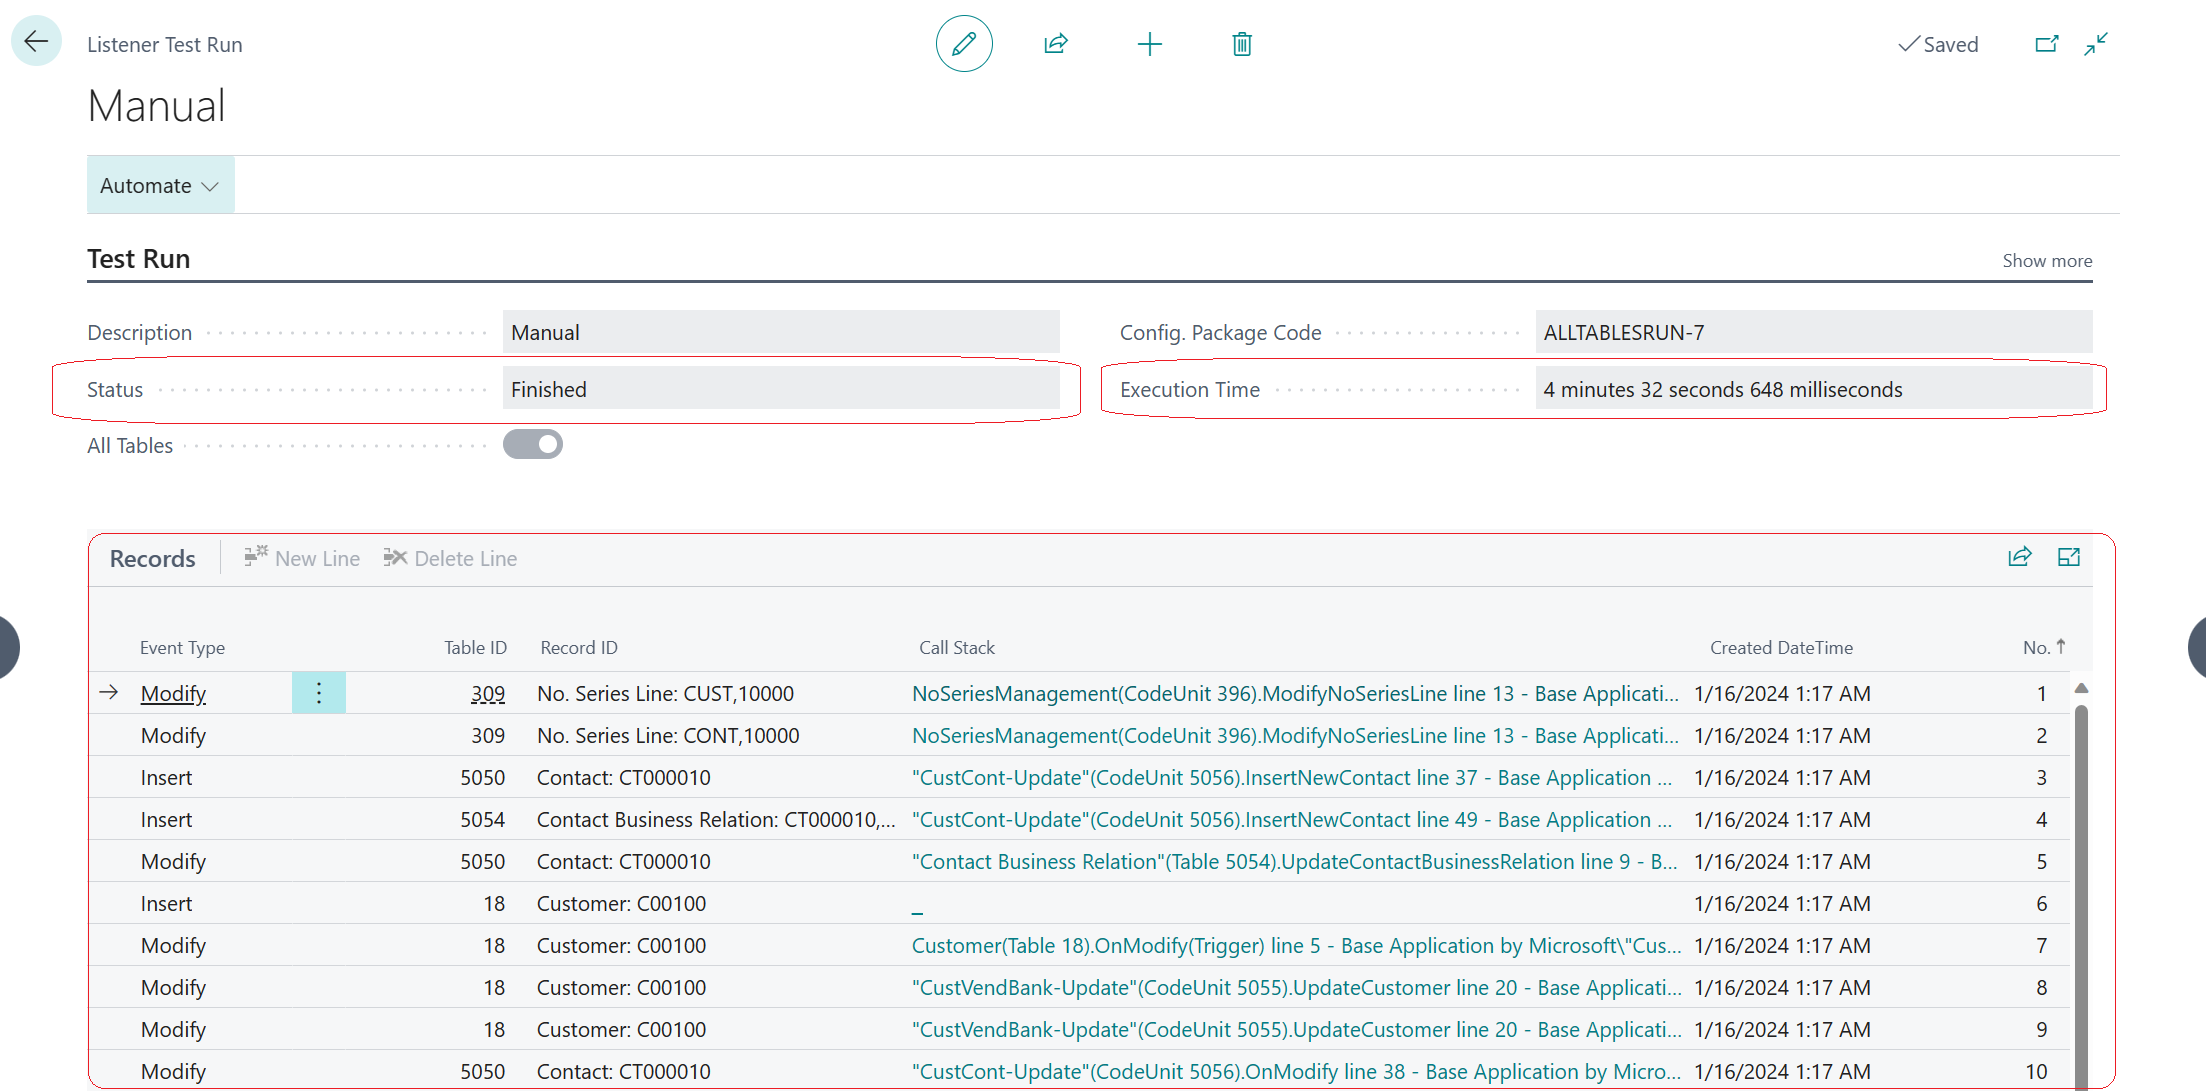 Listener Test Run
Saved
Manual
Automate
Test Run
Show more
Description Manual
Config. Package Code ALLTABLESRUN-7
Status Finished
Execution Time 4 minutes 32 seconds 648 milliseconds
All Tables
Records New Line Delete Line
Event Type Table ID Record ID Call Stack Created DateTime No. ↑
Modify 309 No. Series Line: CUST,10000 NoSeriesManagement(CodeUnit 396).ModifyNoSeriesLine line 13 - Base Applicati... 1/16/2024 1:17 AM 1
Modify 309 No. Series Line: CONT,10000 NoSeriesManagement(CodeUnit 396).ModifyNoSeriesLine line 13 - Base Applicati... 1/16/2024 1:17 AM 2
Insert 5050 Contact: CT000010 "CustCont-Update"(CodeUnit 5056).InsertNewContact line 37 - Base Application ... 1/16/2024 1:17 AM 3
Insert 5054 Contact Business Relation: CT000010,... "CustCont-Update"(CodeUnit 5056).InsertNewContact line 49 - Base Application ... 1/16/2024 1:17 AM 4
Modify 5050 Contact: CT000010 "Contact Business Relation"(Table 5054).UpdateContactBusinessRelation line 9 - B... 1/16/2024 1:17 AM 5
Insert 18 Customer: C00100 _ 1/16/2024 1:17 AM 6
Modify 18 Customer: C00100 Customer(Table 18).OnModify(Trigger) line 5 - Base Application by Microsoft\"Cus... 1/16/2024 1:17 AM 7
Modify 18 Customer: C00100 "CustVendBank-Update"(CodeUnit 5055).UpdateCustomer line 20 - Base Applicati... 1/16/2024 1:17 AM 8
Modify 18 Customer: C00100 "CustVendBank-Update"(CodeUnit 5055).UpdateCustomer line 20 - Base Applicati... 1/16/2024 1:17 AM 9
Modify 5050 Contact: CT000010 "CustCont-Update"(CodeUnit 5056).OnModify line 38 - Base Application by Micro... 1/16/2024 1:17 AM 10